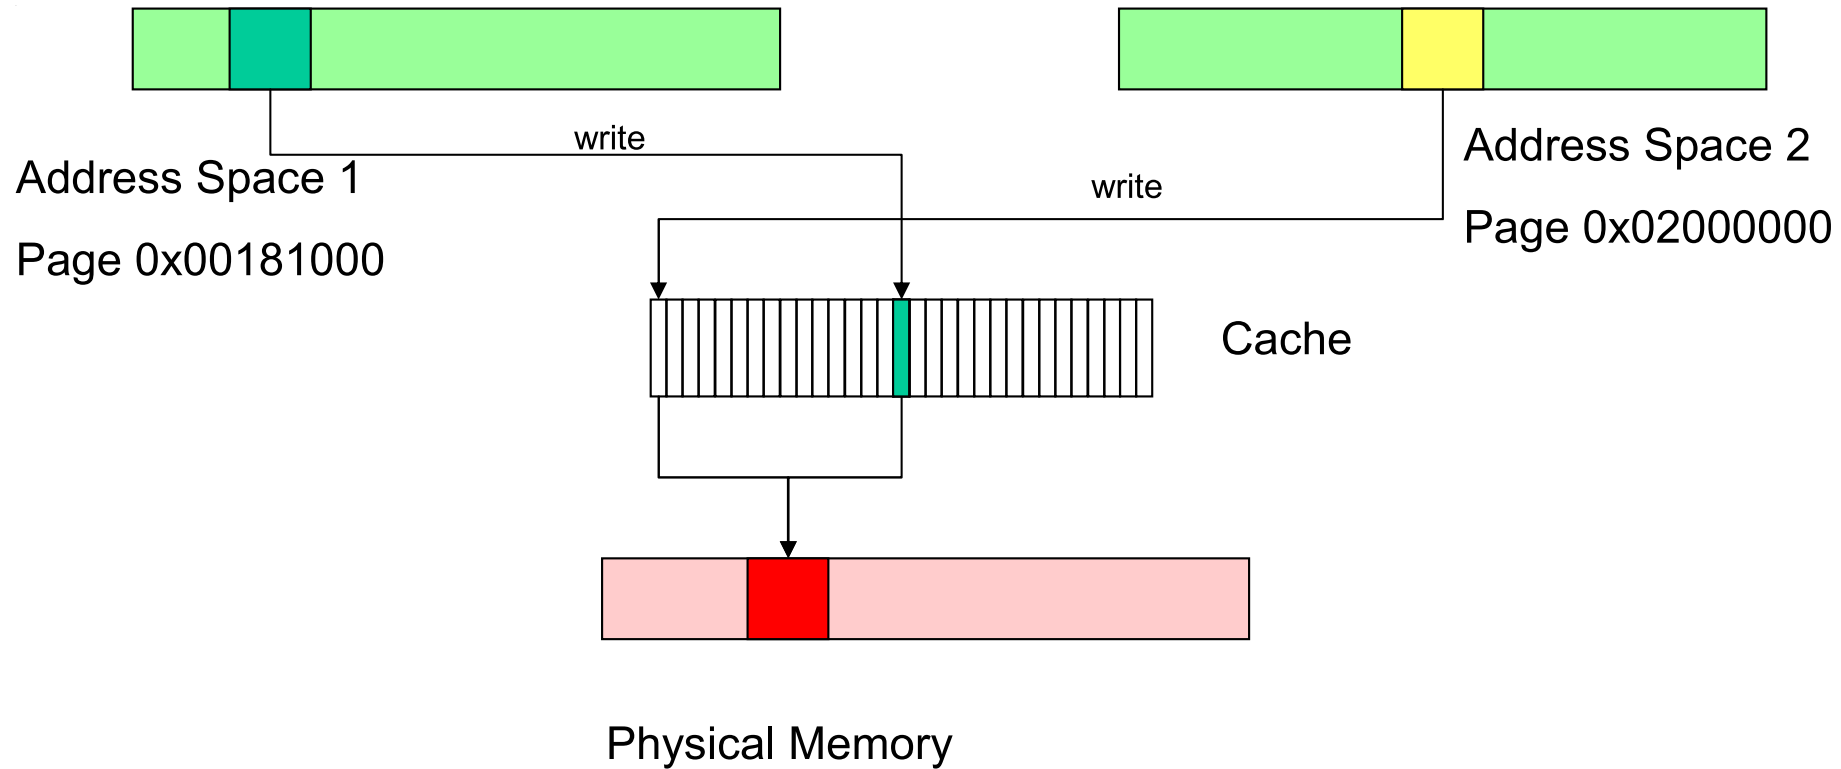 write
Address Space 1
Page 0x00181000
write
Address Space 2
Page 0x02000000
Cache
Physical Memory